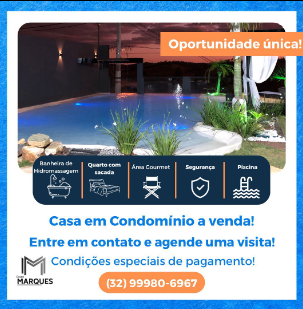 Oportunidade única!
Banheira de Hidromassagem
Quarto com sacada
Área Gourmet
Segurança
Piscina
Casa em Condomínio a venda!
Entre em contato e agende uma visita!
Condições especiais de pagamento!
MARQUES
(32) 99980-6967